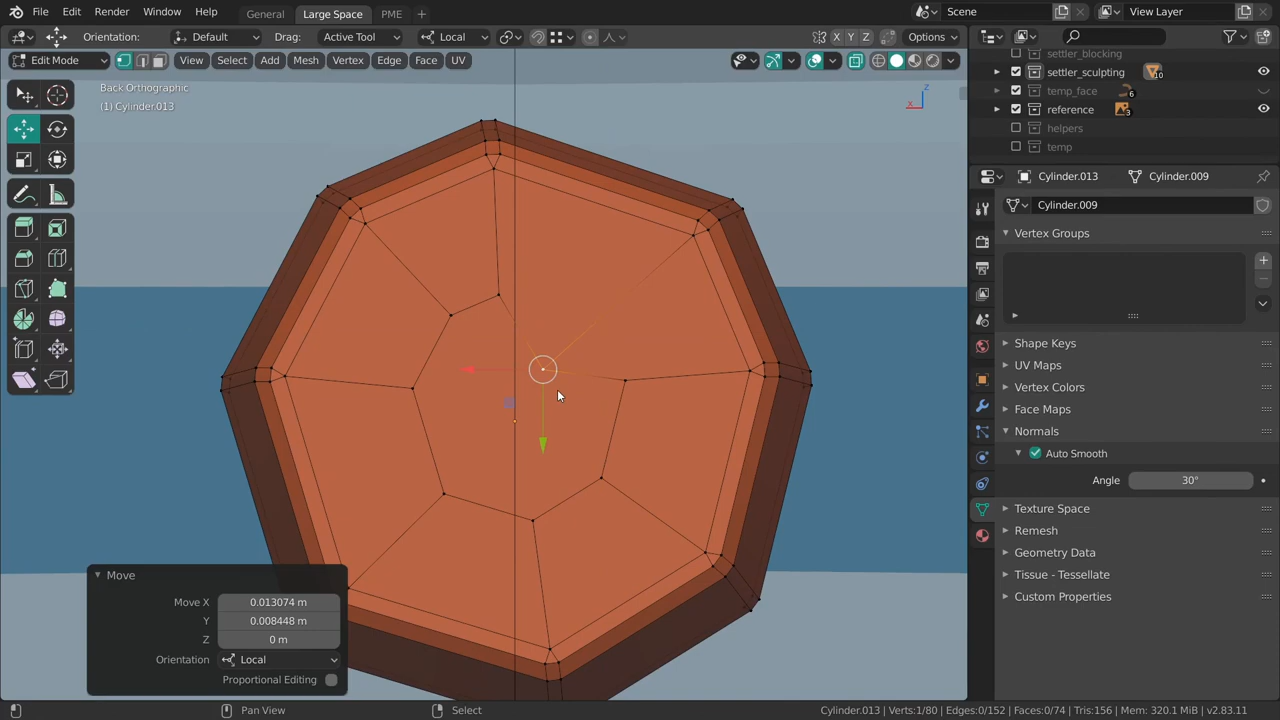 File Edit Render Window Help General Large Space PME + Scene View Layer
Orientation: Default Drag: Active Tool Local X Y Z Options
Edit Mode View Select Add Mesh Vertex Edge Face UV
Back Orthographic
(1) Cylinder.013
z
x
settler_blocking
settler_sculpting 10
temp_face 6
reference 3
helpers
temp
Cylinder.013 Cylinder.009
Cylinder.009
Vertex Groups
Shape Keys
UV Maps
Vertex Colors
Face Maps
Normals
Auto Smooth
Angle 30°
Texture Space
Remesh
Geometry Data
Tissue - Tessellate
Custom Properties
Move
Move X 0.013074 m
Y 0.008448 m
Z 0 m
Orientation Local
Proportional Editing
Pan View Select Cylinder.013 | Verts:1/80 | Edges:0/152 | Faces:0/74 | Tris:156 | Mem: 320.1 MiB | v2.83.11